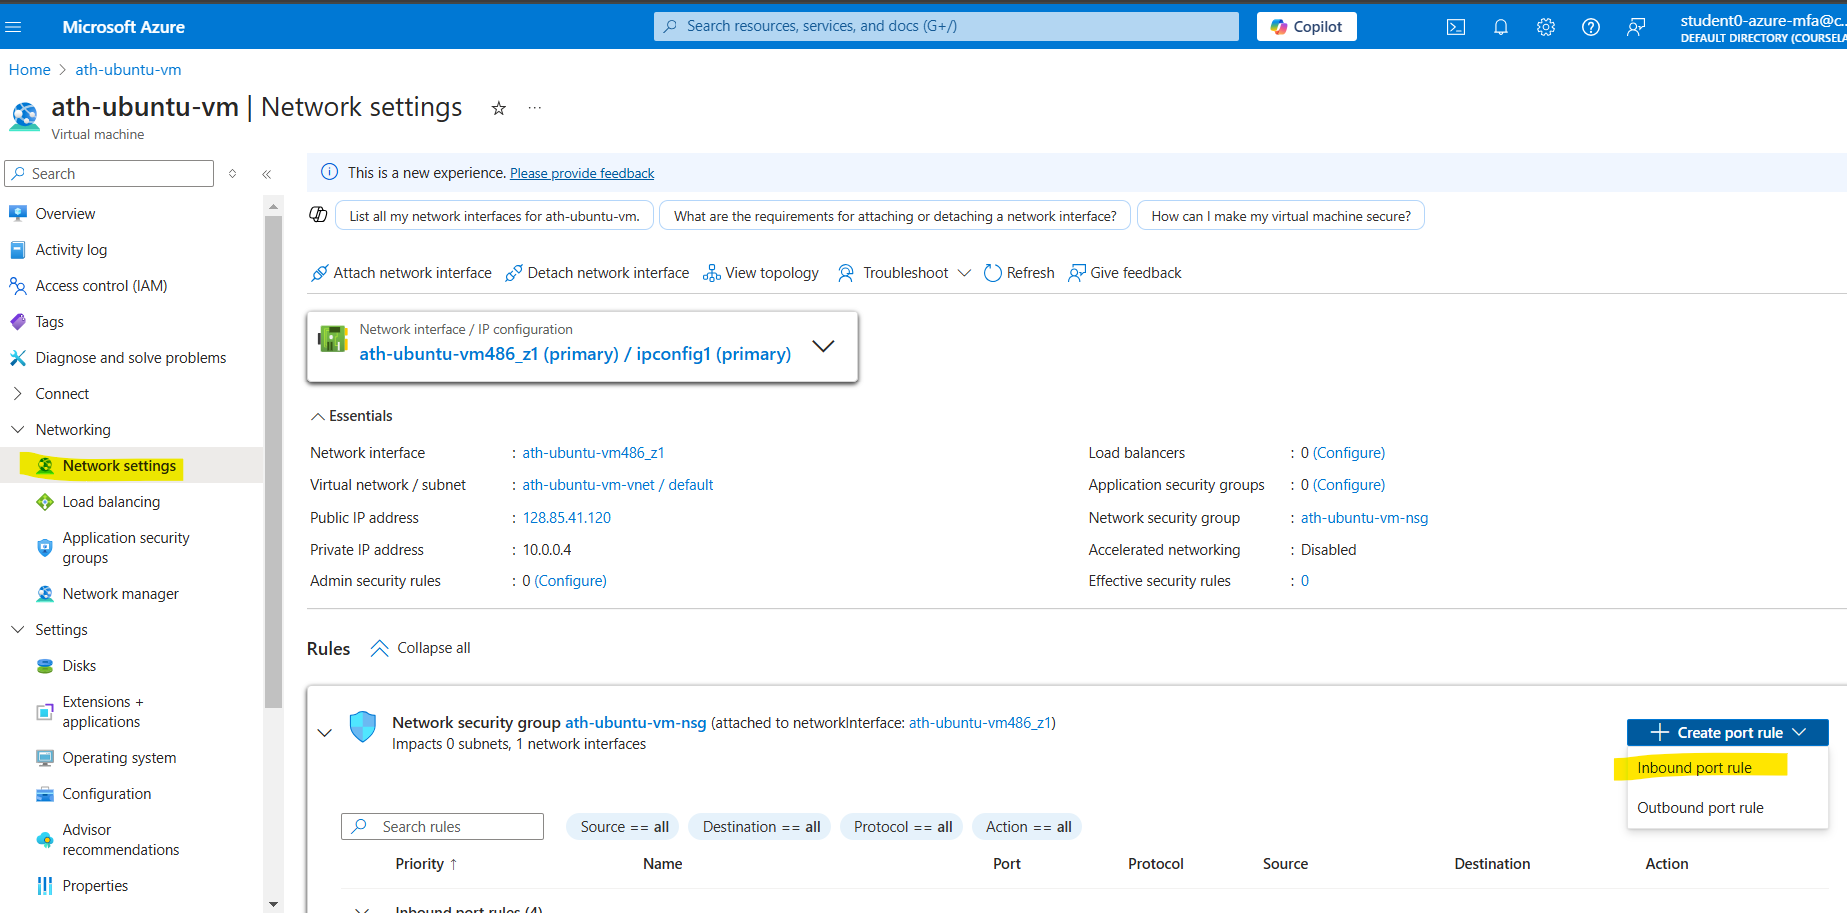 Microsoft Azure
Search resources, services, and docs (G+/)
Copilot
student0-azure-mfa@c...
DEFAULT DIRECTORY (COURSELA
Home > ath-ubuntu-vm
ath-ubuntu-vm | Network settings
Virtual machine
Search
Overview
Activity log
Access control (IAM)
Tags
Diagnose and solve problems
Connect
Networking
Network settings
Load balancing
Application security
groups
Network manager
Settings
Disks
Extensions +
applications
Operating system
Configuration
Advisor
recommendations
Properties
This is a new experience. Please provide feedback
List all my network interfaces for ath-ubuntu-vm.
What are the requirements for attaching or detaching a network interface?
How can I make my virtual machine secure?
Attach network interface
Detach network interface
View topology
Troubleshoot
Refresh
Give feedback
Network interface / IP configuration
ath-ubuntu-vm486_z1 (primary) / ipconfig1 (primary)
Essentials
Network interface : ath-ubuntu-vm486_z1
Virtual network / subnet : ath-ubuntu-vm-vnet / default
Public IP address : 128.85.41.120
Private IP address : 10.0.0.4
Admin security rules : 0 (Configure)
Load balancers : 0 (Configure)
Application security groups : 0 (Configure)
Network security group : ath-ubuntu-vm-nsg
Accelerated networking : Disabled
Effective security rules : 0
Rules
Collapse all
Network security group ath-ubuntu-vm-nsg (attached to networkInterface: ath-ubuntu-vm486_z1)
Impacts 0 subnets, 1 network interfaces
Create port rule
Inbound port rule
Outbound port rule
Search rules
Source == all
Destination == all
Protocol == all
Action == all
Priority ↑ Name Port Protocol Source Destination Action
Inbound port rules (4)